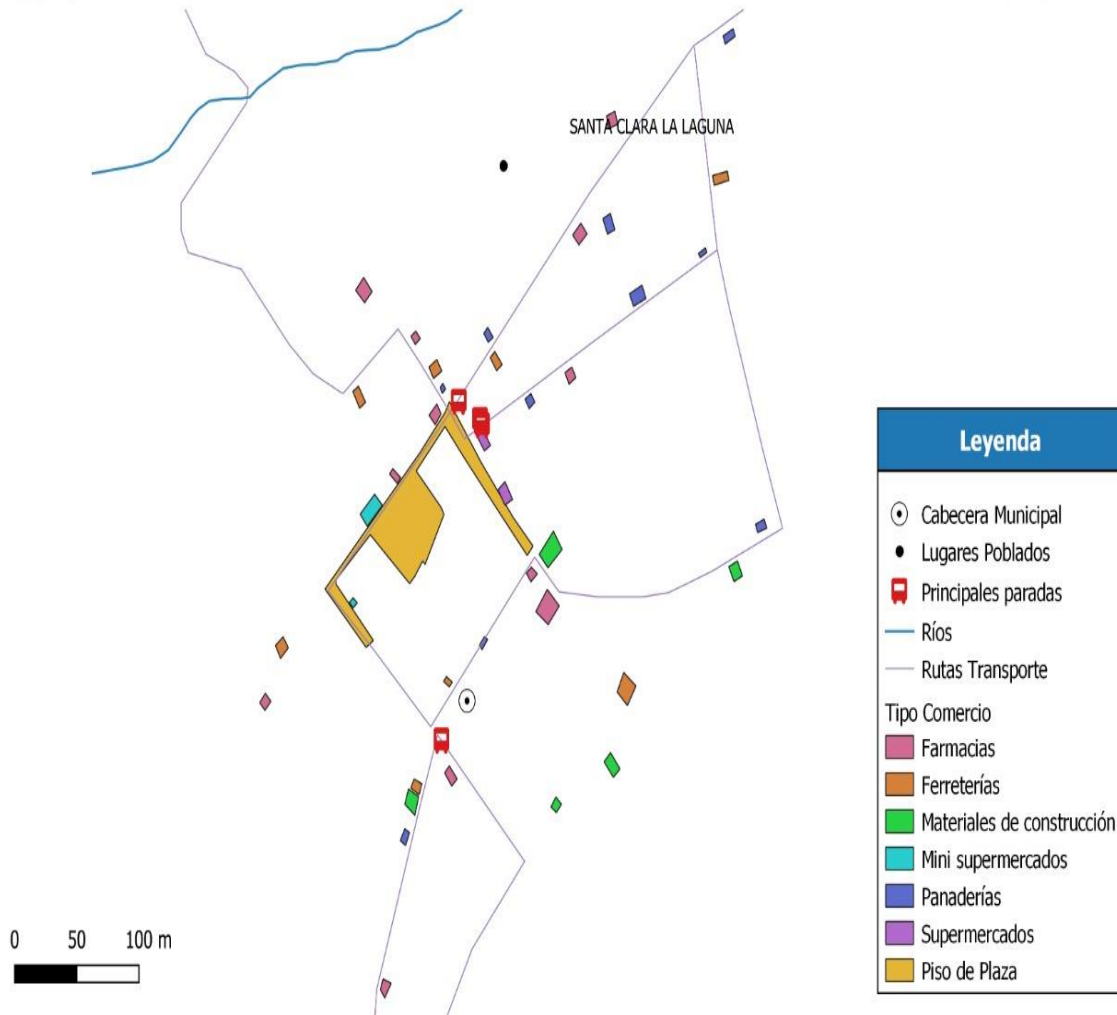 SANTA CLARA LA LAGUNA
Leyenda
Cabecera Municipal
Lugares Poblados
Principales paradas
Ríos
Rutas Transporte
Tipo Comercio
Farmacias
Ferreterías
Materiales de construcción
Mini supermercados
Panaderías
Supermercados
Piso de Plaza
0 50 100 m